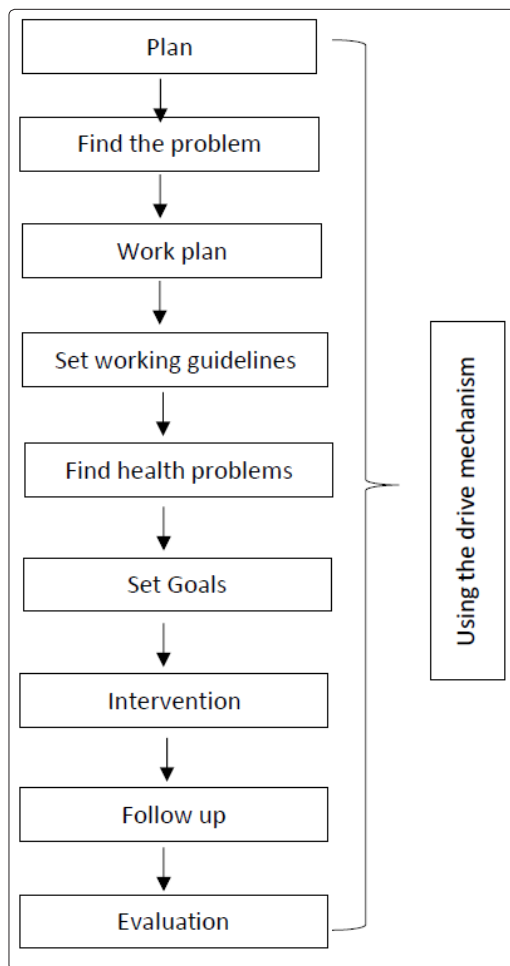 Plan
Find the problem
Work plan
Set working guidelines
Find health problems
Set Goals
Intervention
Follow up
Evaluation
Using the drive mechanism